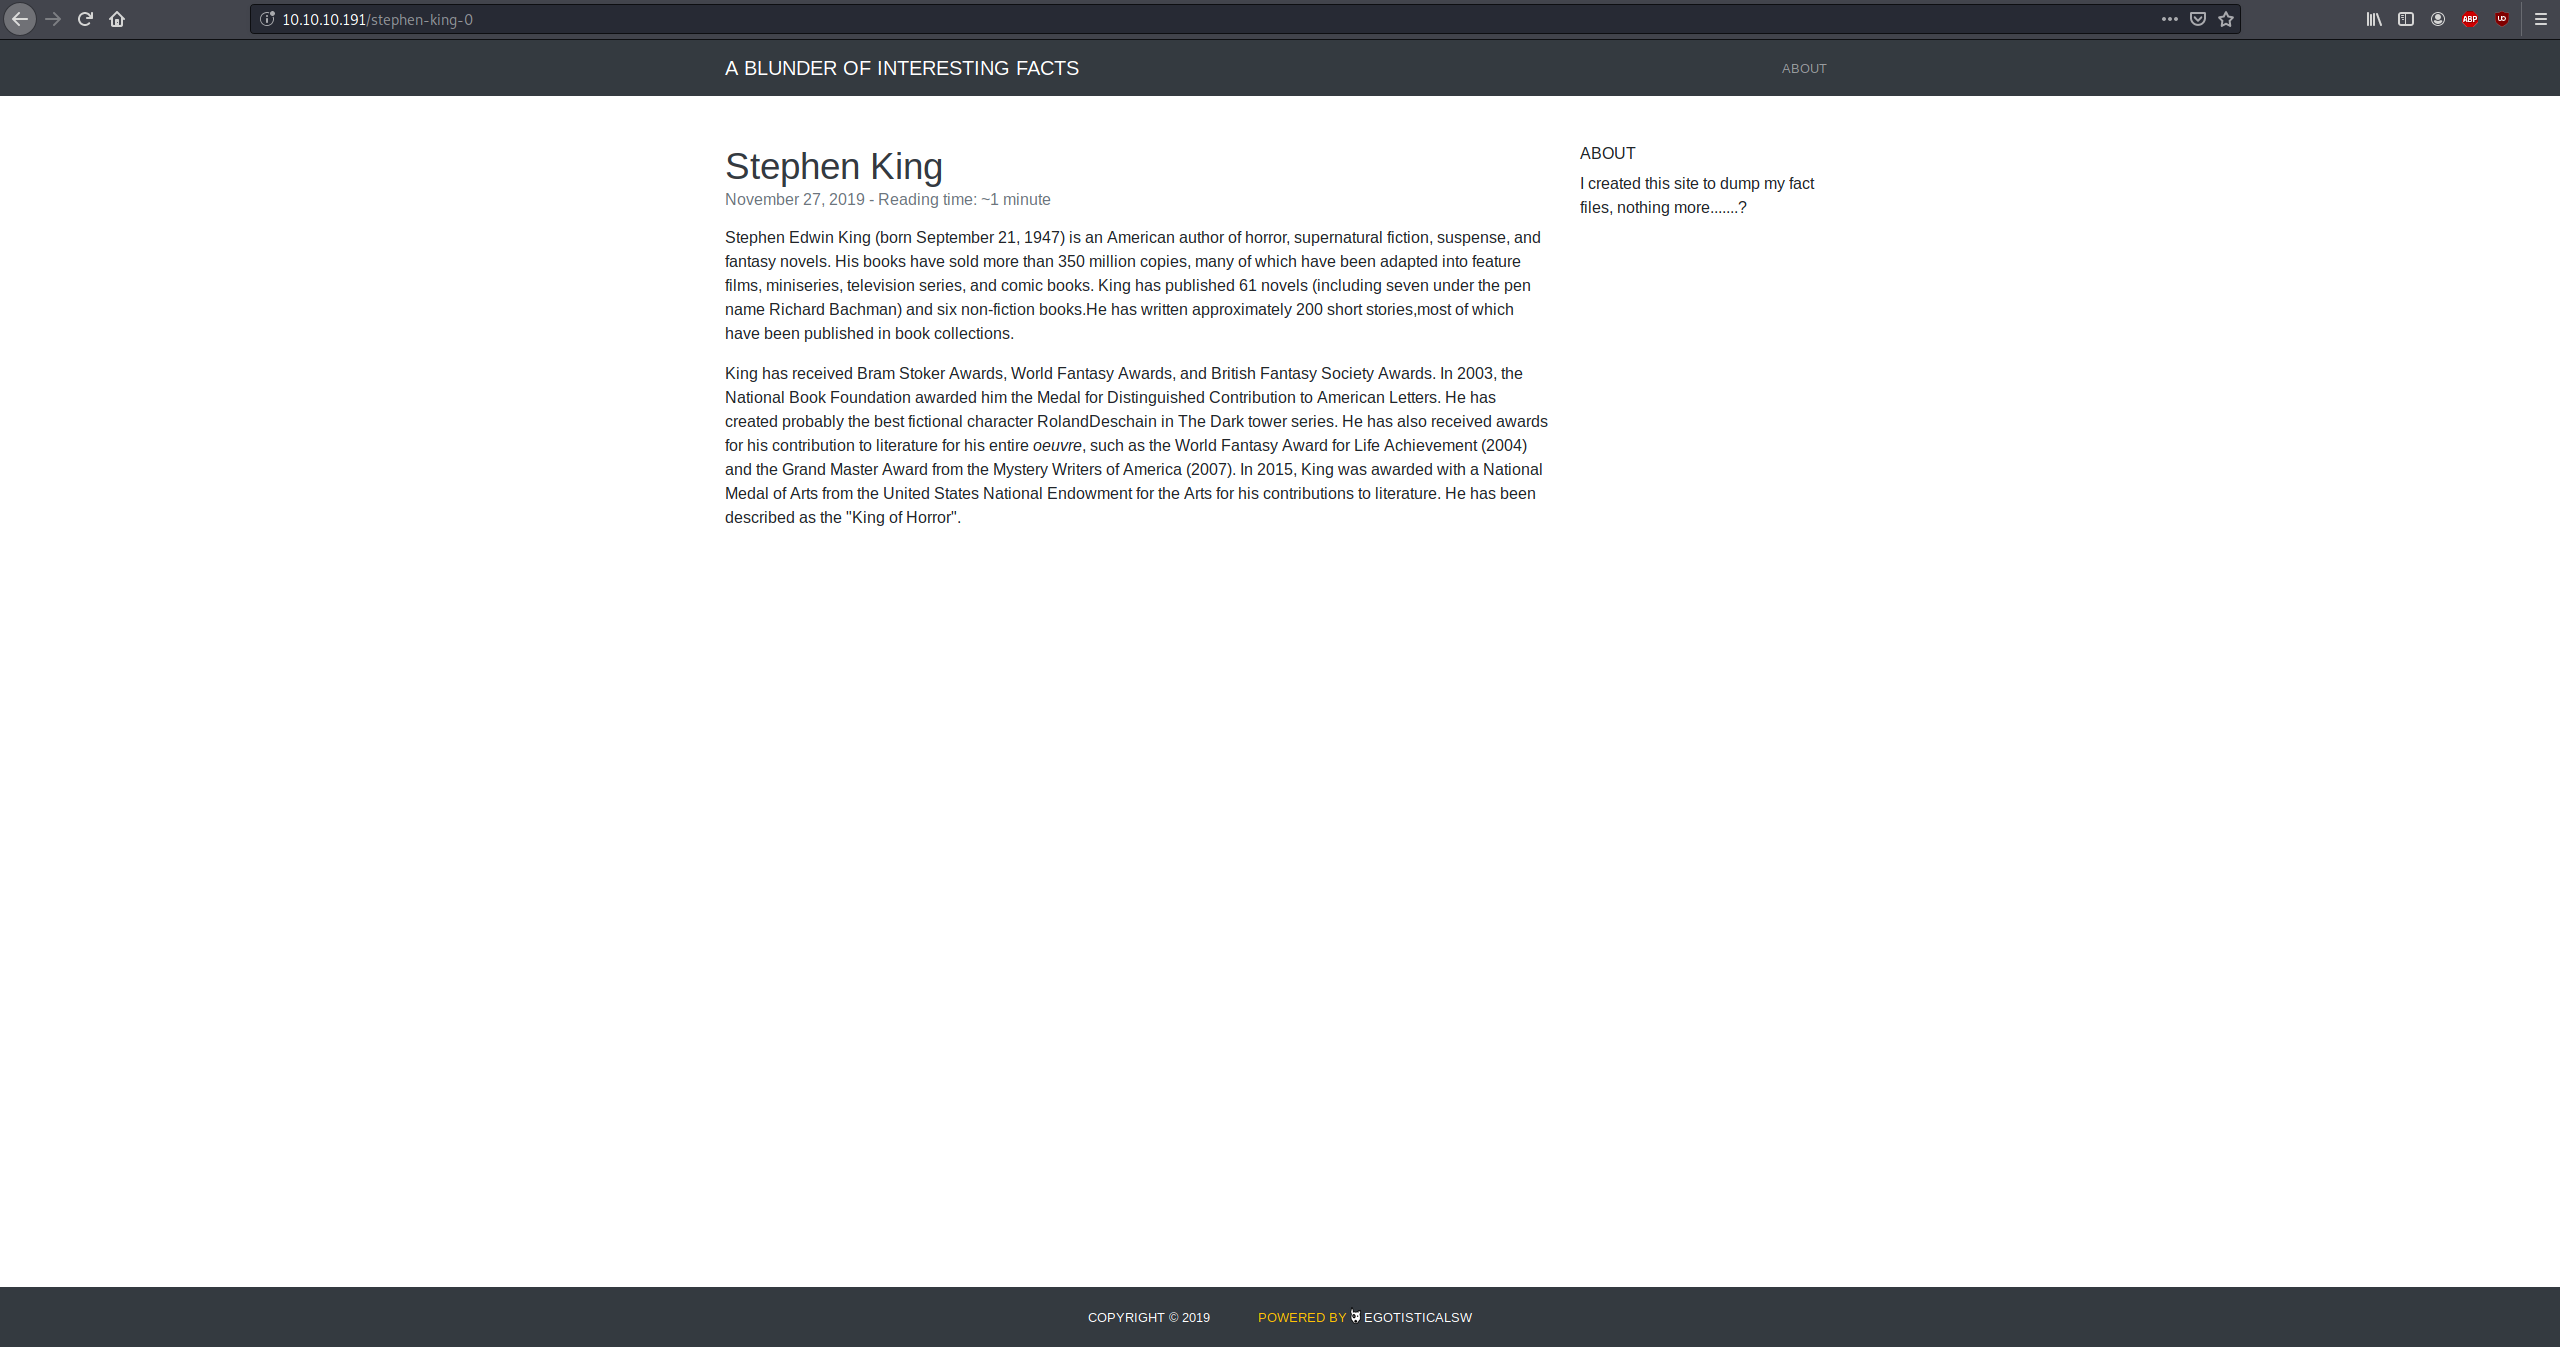 10.10.10.191/stephen-king-0
ABP
A BLUNDER OF INTERESTING FACTS
ABOUT
Stephen King
November 27, 2019 - Reading time: ~1 minute
Stephen Edwin King (born September 21, 1947) is an American author of horror, supernatural fiction, suspense, and
fantasy novels. His books have sold more than 350 million copies, many of which have been adapted into feature
films, miniseries, television series, and comic books. King has published 61 novels (including seven under the pen
name Richard Bachman) and six non-fiction books.He has written approximately 200 short stories,most of which
have been published in book collections.
King has received Bram Stoker Awards, World Fantasy Awards, and British Fantasy Society Awards. In 2003, the
National Book Foundation awarded him the Medal for Distinguished Contribution to American Letters. He has
created probably the best fictional character RolandDeschain in The Dark tower series. He has also received awards
for his contribution to literature for his entire oeuvre, such as the World Fantasy Award for Life Achievement (2004)
and the Grand Master Award from the Mystery Writers of America (2007). In 2015, King was awarded with a National
Medal of Arts from the United States National Endowment for the Arts for his contributions to literature. He has been
described as the "King of Horror".
ABOUT
I created this site to dump my fact
files, nothing more.......?
COPYRIGHT © 2019
POWERED BY EGOTISTICALSW